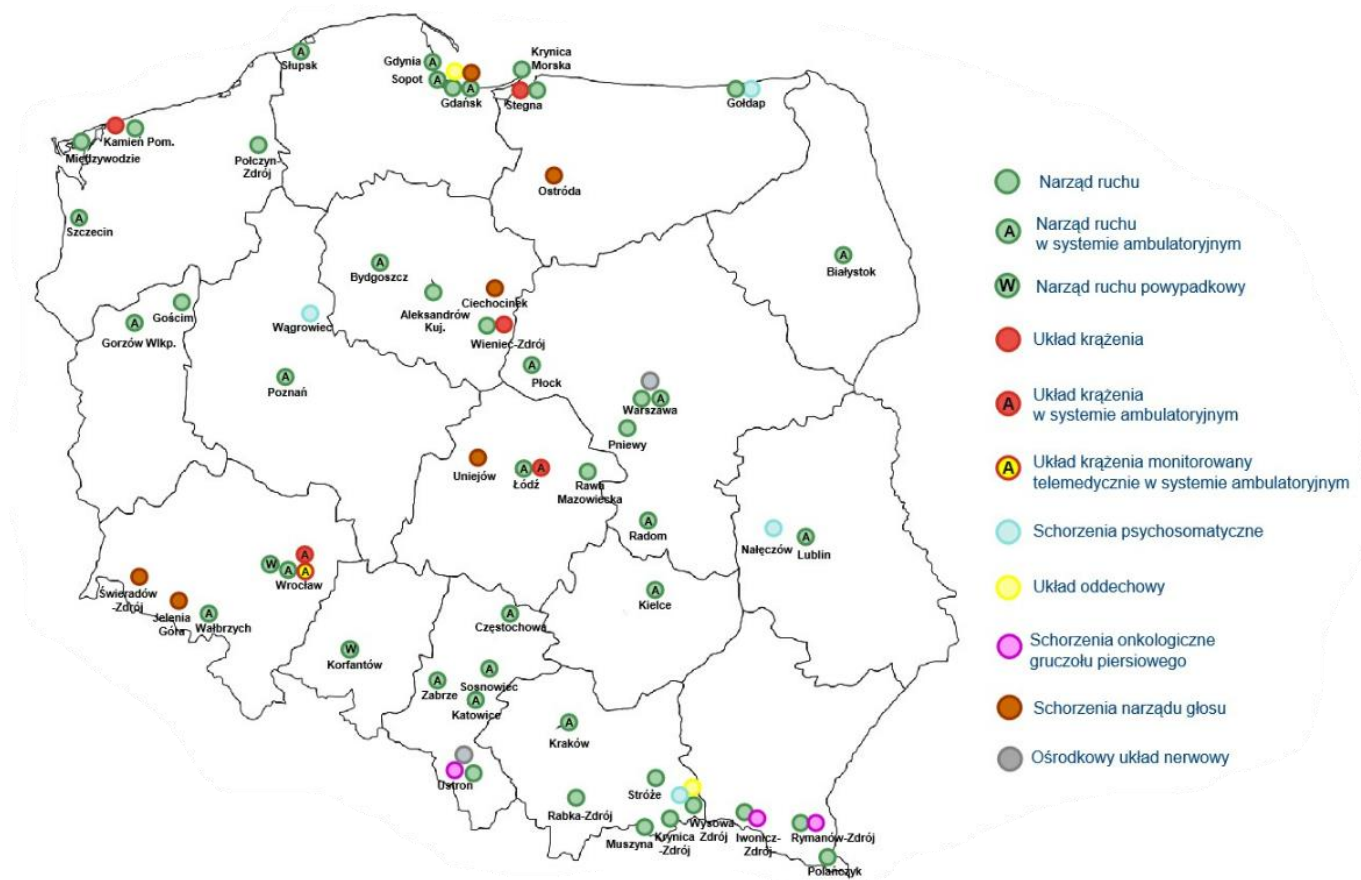 Krynica
Morska
Słupsk
A
Gdynia
A
Sopot
A
A
Gdańsk
Stegna
Gołdap
Kamień Pom.
Międzywodzie
Połczyn-
Zdrój
Ostróda
A
Szczecin
A
Bydgoszcz
A
Białystok
Gościm
A
Gorzów Wlkp.
Wągrowiec
Ciechocinek
Aleksandrów
Kuj.
Wieniec-Zdrój
A
Płock
A
Poznań
A
Warszawa
Pniewy
Uniejów
A
A
Łódź
Rawa
Mazowiecka
A
Radom
Nałęczów
A
Lublin
W
A
A
A
Wrocław
Świeradów
-Zdrój
Jelenia
Góra
A
Wałbrzych
A
Kielce
A
Częstochowa
W
Korfantów
A
Zabrze
A
Sosnowiec
A
Katowice
A
Kraków
Ustroń
Stróże
Rabka-Zdrój
Muszyna
Krynica
-Zdrój
Wysowa
Zdrój
Iwonicz-
Zdrój
Rymanów-Zdrój
Polańczyk
Narząd ruchu
A
Narząd ruchu
w systemie ambulatoryjnym
W
Narząd ruchu powypadkowy
Układ krążenia
A
Układ krążenia
w systemie ambulatoryjnym
A
Układ krążenia monitorowany
telemedycznie w systemie ambulatoryjnym
Schorzenia psychosomatyczne
Układ oddechowy
Schorzenia onkologiczne
gruczołu piersiowego
Schorzenia narządu głosu
Ośrodkowy układ nerwowy